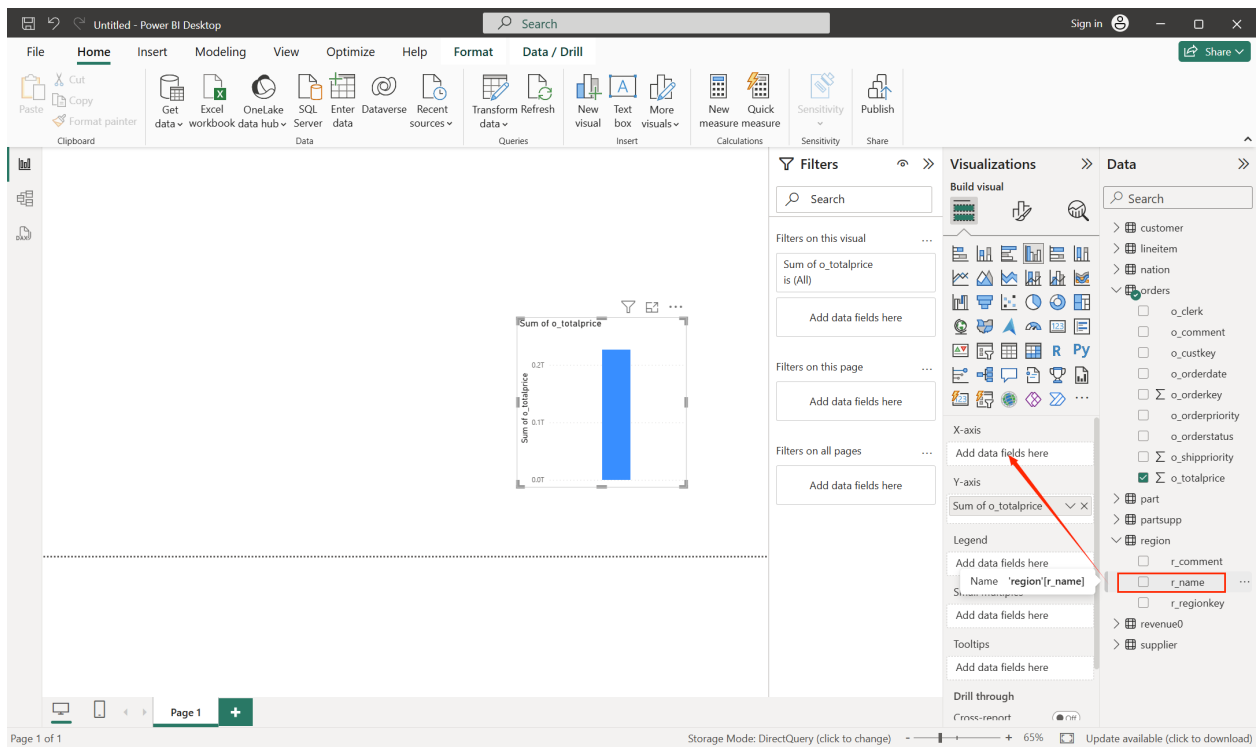 Untitled - Power BI Desktop
Search
Sign in
File Home Insert Modeling View Optimize Help Format Data / Drill
Share
Paste
Cut
Copy
Format painter
Clipboard
Get data
Excel workbook
OneLake data hub
SQL Server
Enter data
Dataverse
Recent sources
Data
Transform data
Refresh
Queries
New visual
Text box
More visuals
Insert
New measure
Quick measure
Calculations
Sensitivity
Sensitivity
Publish
Share
Sum of o_totalprice
Sum of o_totalprice
0.2T
0.1T
0.0T
Filters
Search
Filters on this visual
Sum of o_totalprice
is (All)
Add data fields here
Filters on this page
Add data fields here
Filters on all pages
Add data fields here
Visualizations
Build visual
123
R
Py
123
X-axis
Add data fields here
Y-axis
Sum of o_totalprice
Legend
Add data fields here
Name 'region'[r_name]
Small multiples
Add data fields here
Tooltips
Add data fields here
Drill through
Cross-report
Off
Data
Search
customer
lineitem
nation
orders
o_clerk
o_comment
o_custkey
o_orderdate
o_orderkey
o_orderpriority
o_orderstatus
o_shippriority
o_totalprice
part
partsupp
region
r_comment
r_name
r_regionkey
revenue0
supplier
DAX
Page 1
Page 1 of 1
Storage Mode: DirectQuery (click to change)
65%
Update available (click to download)